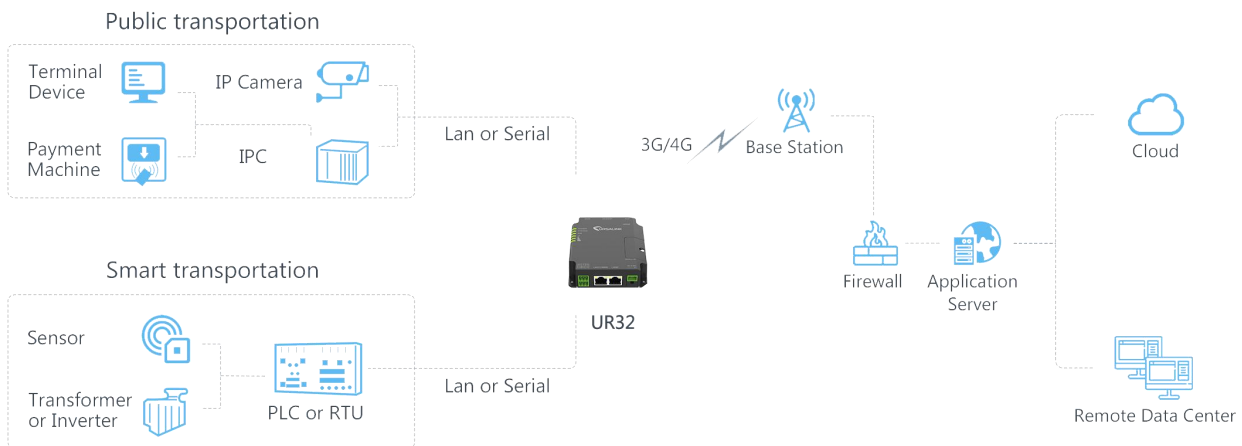 Public transportation
Terminal
Device
IP Camera
Payment
Machine
IPC
Lan or Serial
3G/4G
Base Station
Cloud
Firewall
Application
Server
UR32
Smart transportation
Sensor
Transformer
or Inverter
PLC or RTU
Lan or Serial
Remote Data Center